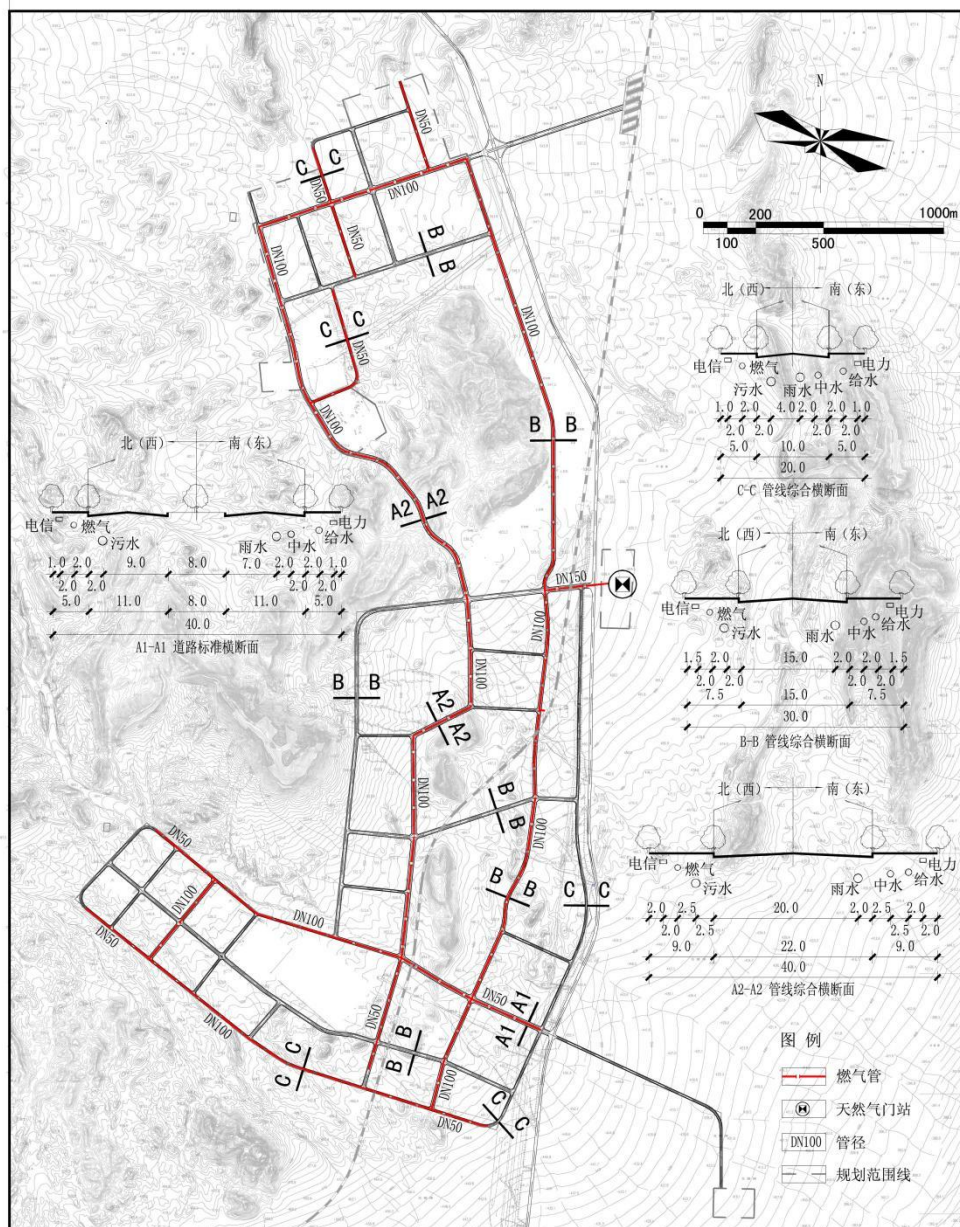 N
0 200 1000m
100 500
DN50
C C
DN50
DN100
DN50
DN100
B B
C C
DN50
DN100
DN100
B B
A2 A2
DN150
DN100
DN100
B B
A2 A2
DN100
B B
DN100
B B
C C
DN50
DN100
DN100
DN50
DN50
A1 A1
DN100
DN50
B B
C C
DN100
C C
DN50
北(西) 南(东)
电信 燃气 电力
污水 雨水 中水 给水
1.0 2.0 4.0 2.0 2.0 1.0
2.0 2.0 2.0 2.0
5.0 10.0 5.0
20.0
C-C 管线综合横断面
北(西) 南(东)
电信 燃气 电力
污水 雨水 中水 给水
1.0 2.0 9.0 8.0 7.0 2.0 2.0 1.0
2.0 2.0 2.0 2.0
5.0 11.0 8.0 11.0 5.0
40.0
A1-A1 道路标准横断面
北(西) 南(东)
电信 燃气 电力
污水 雨水 中水 给水
1.5 2.0 15.0 2.0 2.0 1.5
2.0 2.0 2.0 2.0
7.5 15.0 7.5
30.0
B-B 管线综合横断面
北(西) 南(东)
电信 燃气 电力
污水 雨水 中水 给水
2.0 2.5 20.0 2.0 2.5 2.0
2.0 2.5 2.5 2.0
9.0 22.0 9.0
40.0
A2-A2 管线综合横断面
图 例
燃气管
天然气门站
DN100 管径
规划范围线